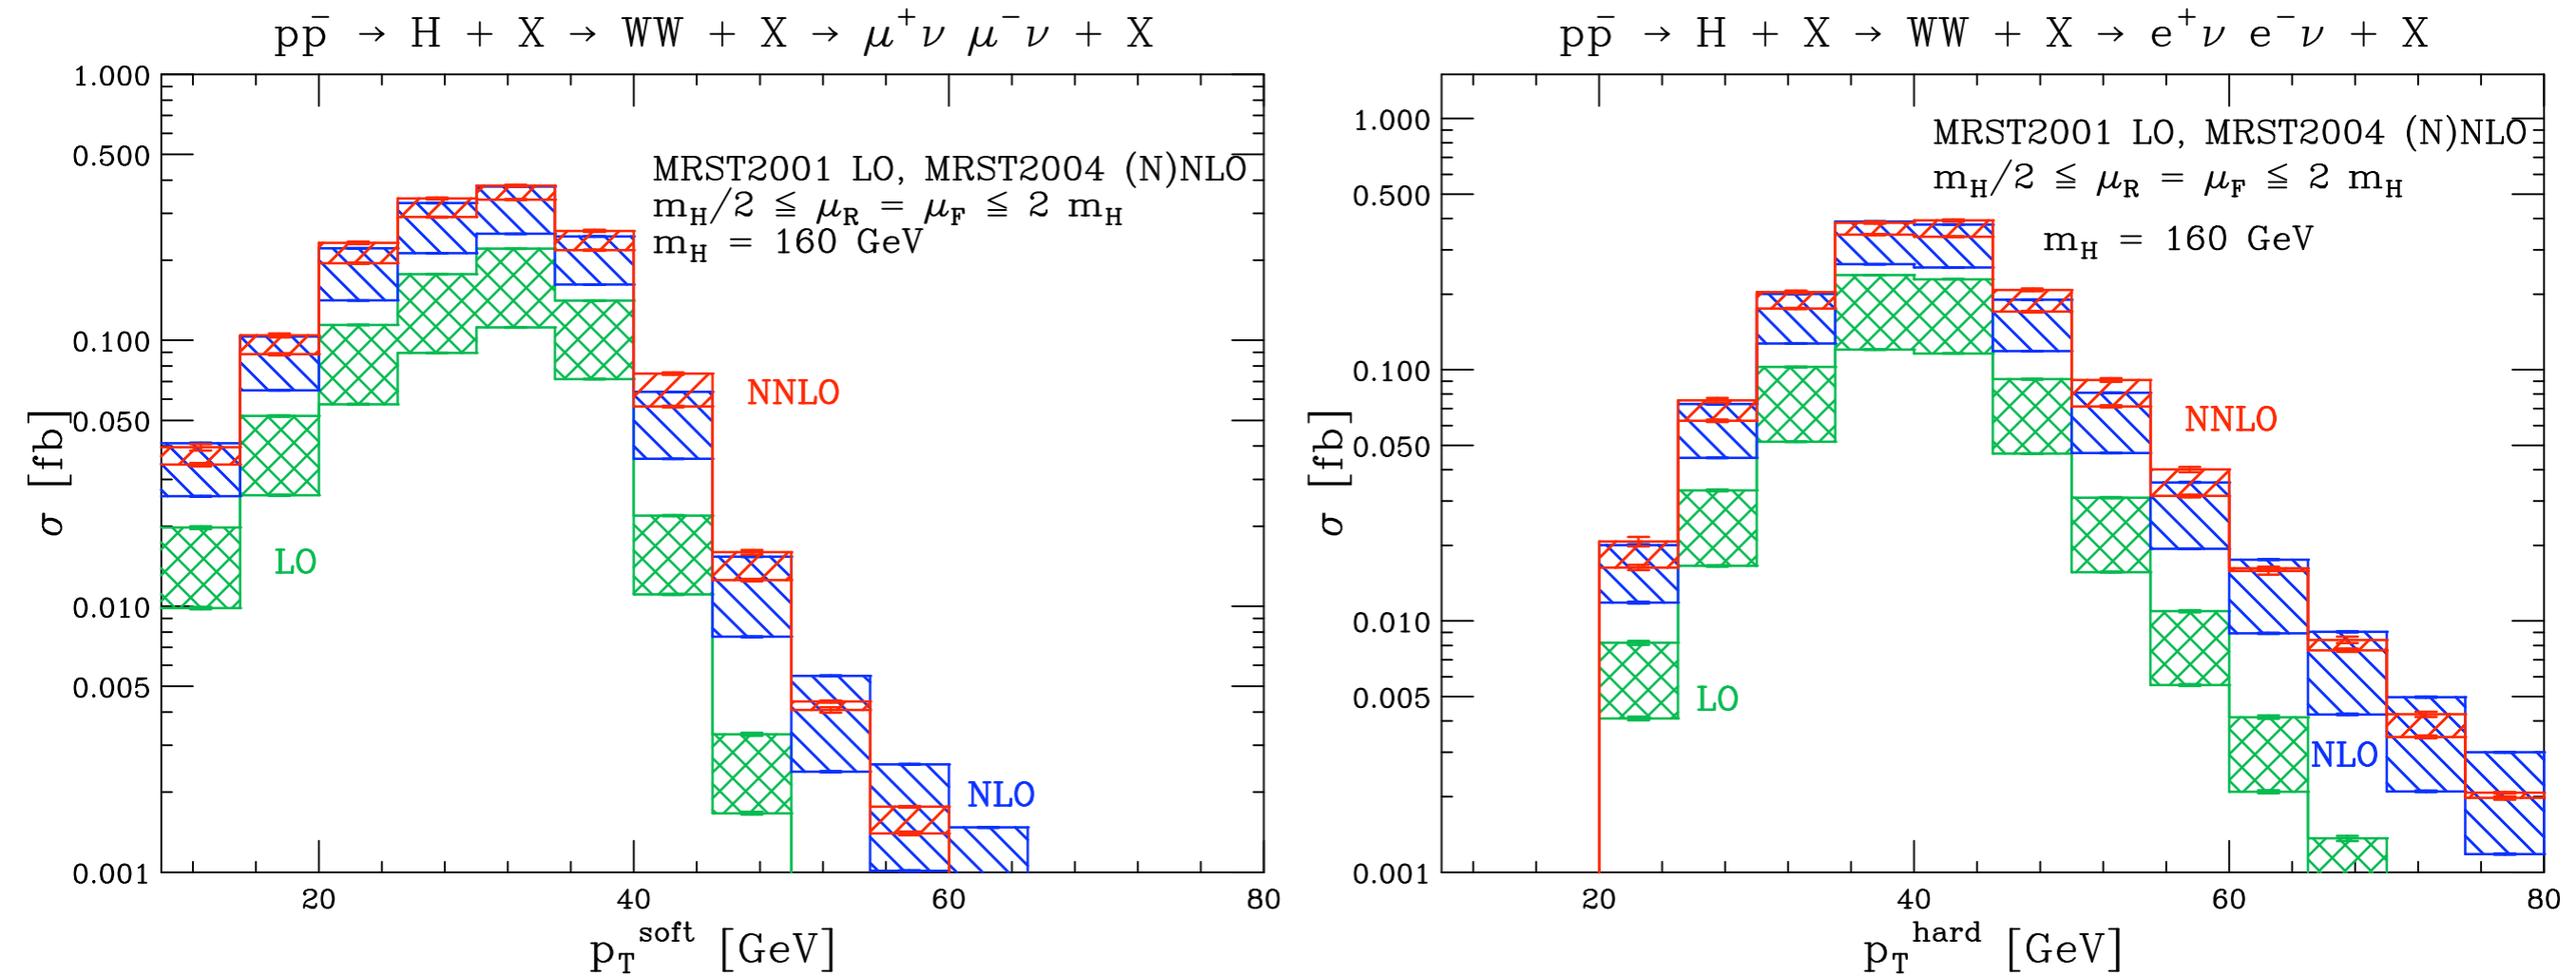 pp̄ → H + X → WW + X → μ⁺ν μ⁻ν + X
1.000
0.500
0.100
0.050
0.010
0.005
0.001
σ [fb]
MRST2001 LO, MRST2004 (N)NLO
m_H/2 ≦ μ_R = μ_F ≦ 2 m_H
m_H = 160 GeV
NNLO
LO
NLO
20 40 60 80
p_T^soft [GeV]
pp̄ → H + X → WW + X → e⁺ν e⁻ν + X
1.000
0.500
0.100
0.050
0.010
0.005
0.001
σ [fb]
MRST2001 LO, MRST2004 (N)NLO
m_H/2 ≦ μ_R = μ_F ≦ 2 m_H
m_H = 160 GeV
NNLO
LO
NLO
20 40 60 80
p_T^hard [GeV]